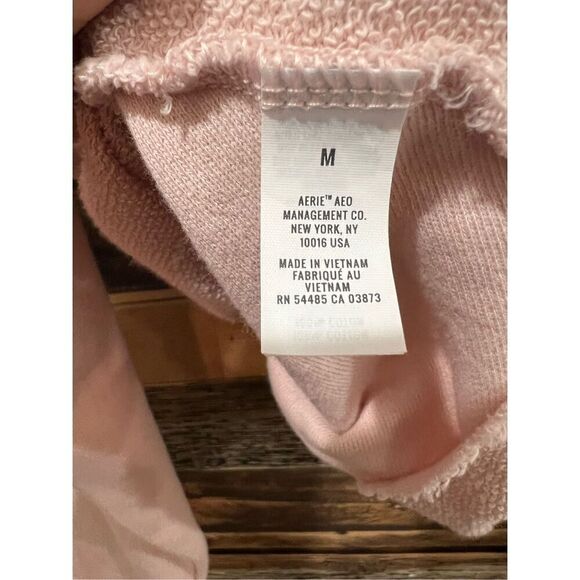 M
AERIE™ AEO
MANAGEMENT CO.
NEW YORK, NY
10016 USA
MADE IN VIETNAM
FABRIQUÉ AU
VIETNAM
RN 54485 CA 03873